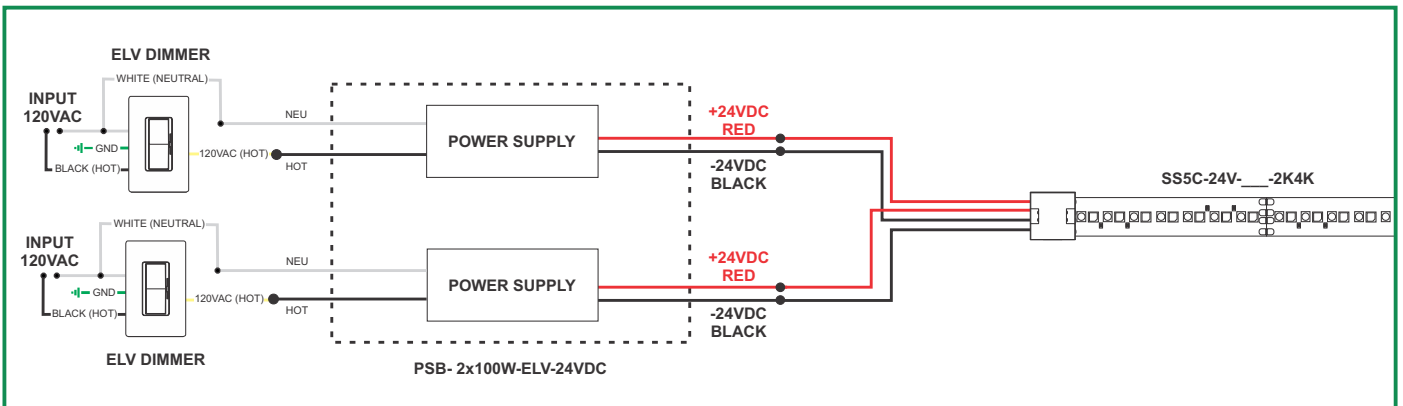 ELV DIMMER
WHITE (NEUTRAL)
INPUT
120VAC
GND
BLACK (HOT)
120VAC (HOT)
NEU
HOT
POWER SUPPLY
+24VDC
RED
-24VDC
BLACK
SS5C-24V-___-2K4K
WHITE (NEUTRAL)
INPUT
120VAC
GND
BLACK (HOT)
120VAC (HOT)
NEU
HOT
POWER SUPPLY
+24VDC
RED
-24VDC
BLACK
ELV DIMMER
PSB- 2x100W-ELV-24VDC